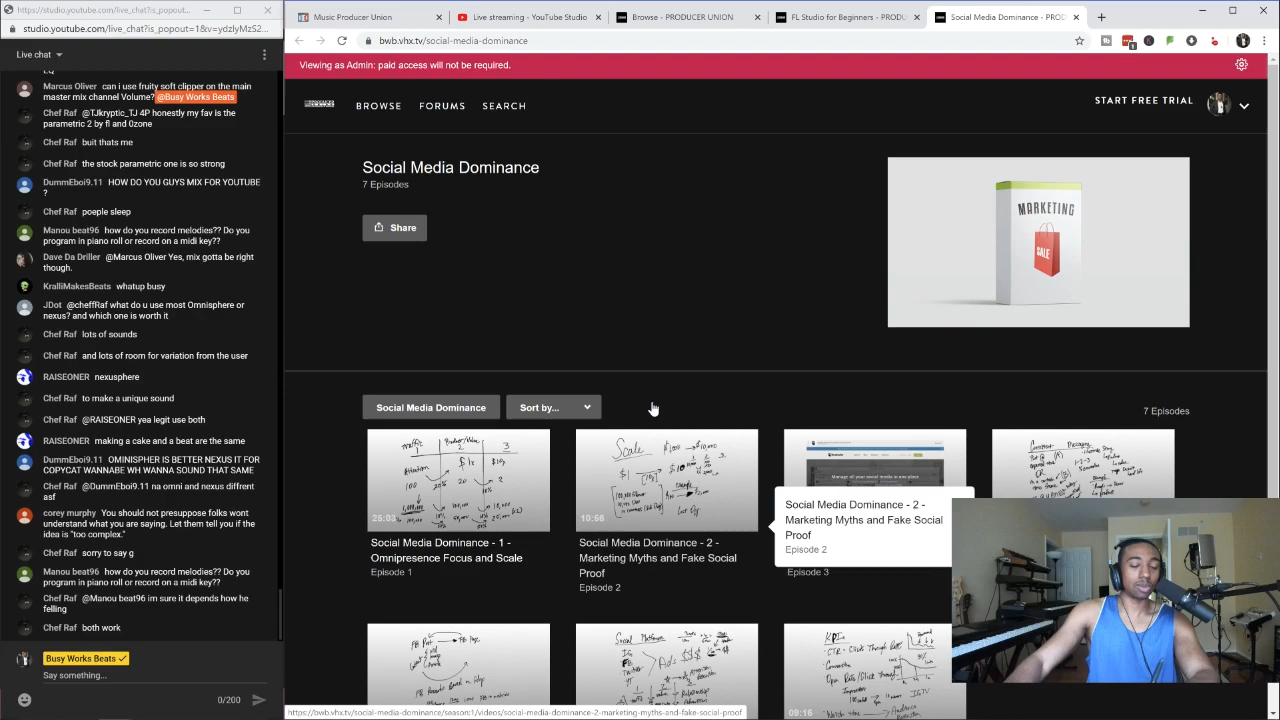 https://studio.youtube.com/live_chat?is_popout...
studio.youtube.com/live_chat?is_popout=1&v=ydzlyMzS2...
Live chat
EQ
Marcus Oliver can i use fruity soft clipper on the main
master mix channel Volume? @Busy Works Beats
Chef Raf @TJkryptic_TJ 4P honestly my fav is the
parametric 2 by fl and 0zone
Chef Raf buit thats me
Chef Raf the stock parametric one is so strong
DummEboi9.11 HOW DO YOU GUYS MIX FOR YOUTUBE
?
Chef Raf poeple sleep
Manou beat96 how do you record melodies?? Do you
program in piano roll or record on a midi key??
Dave Da Driller @Marcus Oliver Yes, mix gotta be right
though.
KralliMakesBeats whatup busy
JDot @cheffRaf what do u use most Omnisphere or
nexus? and which one is worth it
Chef Raf lots of sounds
Chef Raf and lots of room for variation from the user
RAISEONER nexusphere
Chef Raf to make a unique sound
Chef Raf @RAISEONER yea legit use both
RAISEONER making a cake and a beat are the same
DummEboi9.11 OMINISPHER IS BETTER NEXUS IT FOR
COPYCAT WANNABE WH WANNA SOUND THAT SAME
Chef Raf @DummEboi9.11 na omni and nexus diffrent
asf
corey murphy You should not presuppose folks wont
understand what you are saying. Let them tell you if the
idea is "too complex."
Chef Raf sorry to say g
Manou beat96 how do you record melodies?? Do you
program in piano roll or record on a midi key??
Chef Raf @Manou beat96 im sure it depends how he
felling
Chef Raf both work
Busy Works Beats
Say something...
0/200
Music Producer Union
Live streaming - YouTube Studio
Browse - PRODUCER UNION
FL Studio for Beginners - PRODU
Social Media Dominance - PROD
bwb.vhx.tv/social-media-dominance
Viewing as Admin: paid access will not be required.
BROWSE FORUMS SEARCH
START FREE TRIAL
Social Media Dominance
7 Episodes
Share
MARKETING
SALE
Social Media Dominance
Sort by...
7 Episodes
Traffic
Attention
3
Scale
25:03
10:56
Social Media Dominance - 1 -
Omnipresence Focus and Scale
Episode 1
Social Media Dominance - 2 -
Marketing Myths and Fake Social
Proof
Episode 2
Social Media Dominance - 2 -
Marketing Myths and Fake Social
Proof
Episode 2
Episode 3
Consistent Messaging
Social Platforms
KPIs
09:16
https://bwb.vhx.tv/social-media-dominance/season:1/videos/social-media-dominance-2-marketing-myths-and-fake-social-proof